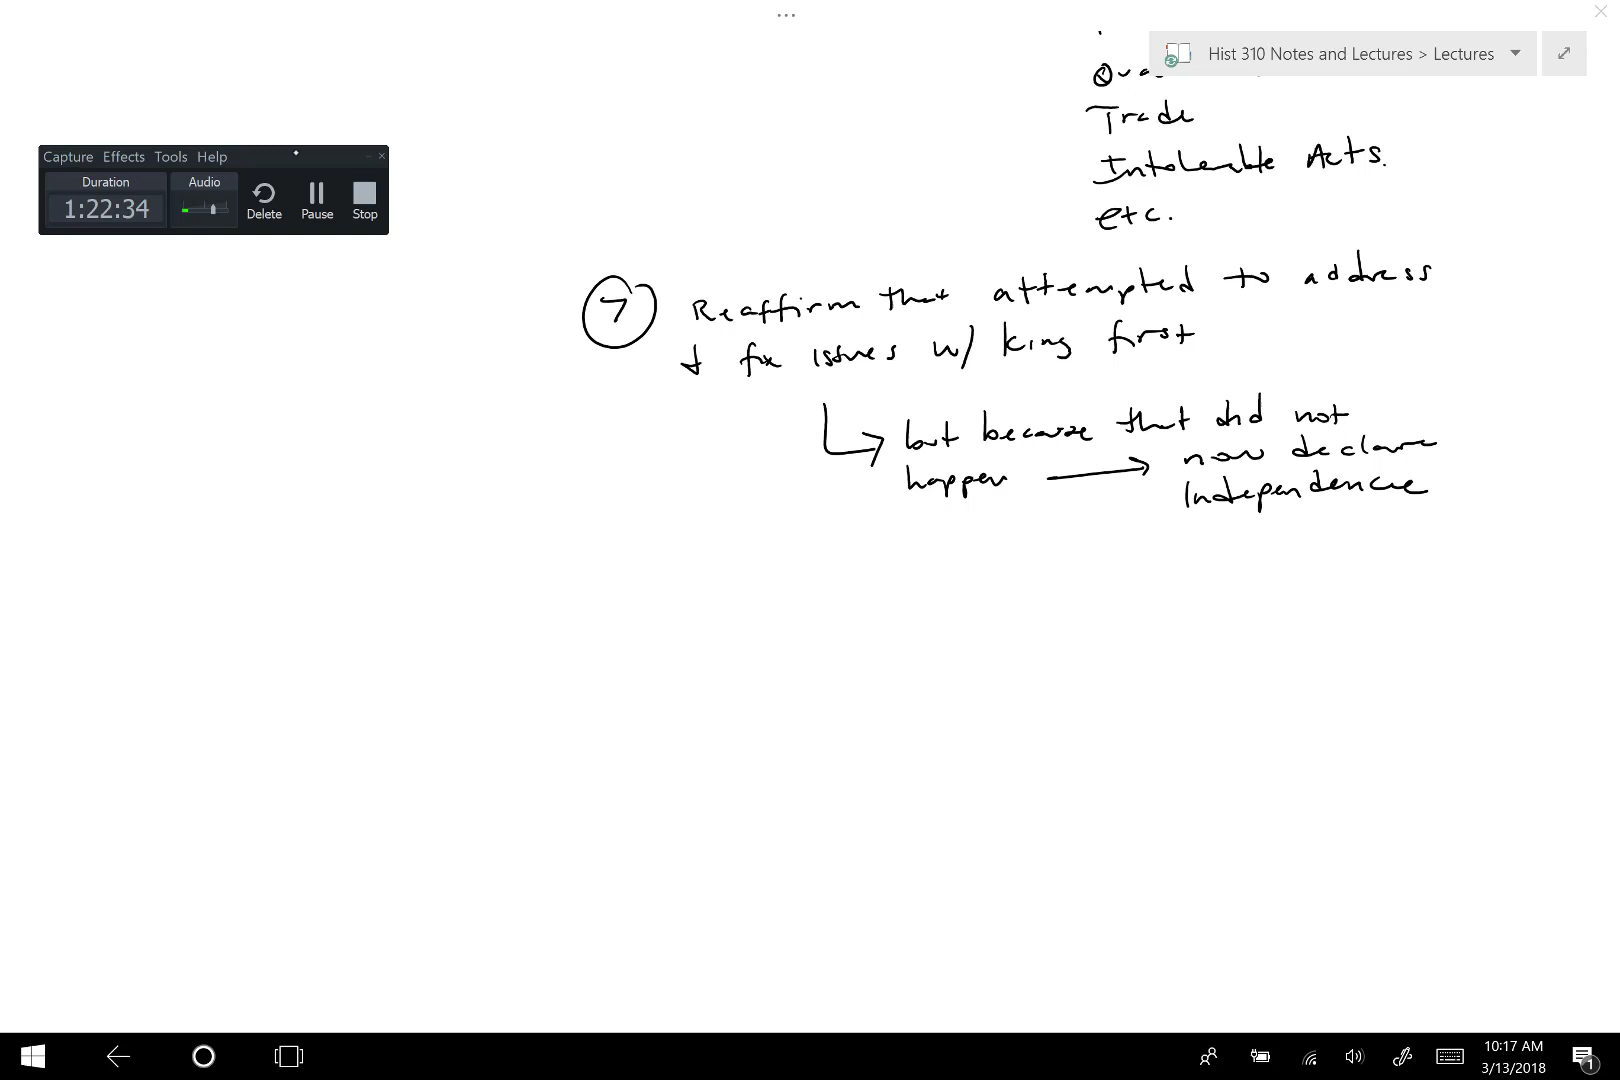 ...
Hist 310 Notes and Lectures > Lectures
Trade
Intolerable Acts.
etc.
Capture Effects Tools Help
Duration Audio
1:22:34
Delete Pause Stop
7 Reaffirm that attempted to address
& fix issues w/ king first
but because that did not
happen → now declare
Independence
10:17 AM
3/13/2018
1